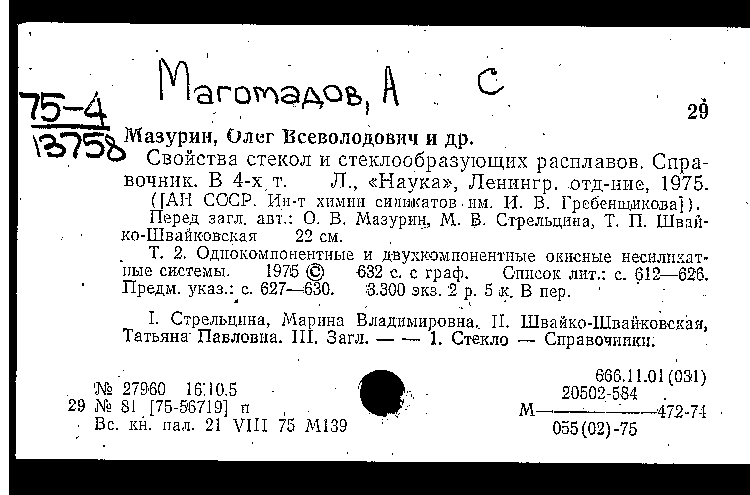 Магомадов, А С
75-4
13758
29
Мазурин, Олег Всеволодович и др.
Свойства стекол и стеклообразующих расплавов. Спра-
вочник. В 4-х т. Л., «Наука», Ленингр. отд-ние, 1975.
([АН СССР. Ин-т химии силикатов им. И. В. Гребенщикова]).
Перед загл. авт.: О. В. Мазурин, М. В. Стрельцина, Т. П. Швай-
ко-Швайковская 22 см.
Т. 2. Однокомпонентные и двухкомпонентные окисные несиликат-
ные системы. 1975 © 632 с. с граф. Список лит.: с. 612—626.
Предм. указ.: с. 627—630. 3.300 экз. 2 р. 5 к. В пер.
I. Стрельцина, Марина Владимировна. II. Швайко-Швайковская,
Татьяна Павловна. III. Загл. — — 1. Стекло — Справочники.
№ 27960 16.10.5
29 № 81 [75-56719] п
Вс. кн. пал. 21 VIII 75 М139
666.11.01(031)
20502-584
М————472-74
055(02)-75